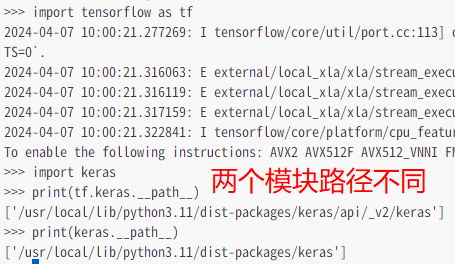 >>> import tensorflow as tf
2024-04-07 10:00:21.277269: I tensorflow/core/util/port.cc:113]
TS=0`.
2024-04-07 10:00:21.316063: E external/local_xla/xla/stream_exec
2024-04-07 10:00:21.316119: E external/local_xla/xla/stream_exec
2024-04-07 10:00:21.317159: E external/local_xla/xla/stream_exec
2024-04-07 10:00:21.322841: I tensorflow/core/platform/cpu_featur
To enable the following instructions: AVX2 AVX512F AVX512_VNNI FM
>>> import keras
>>> print(tf.keras.__path__)
两个模块路径不同
['/usr/local/lib/python3.11/dist-packages/keras/api/_v2/keras']
>>> print(keras.__path__)
['/usr/local/lib/python3.11/dist-packages/keras']